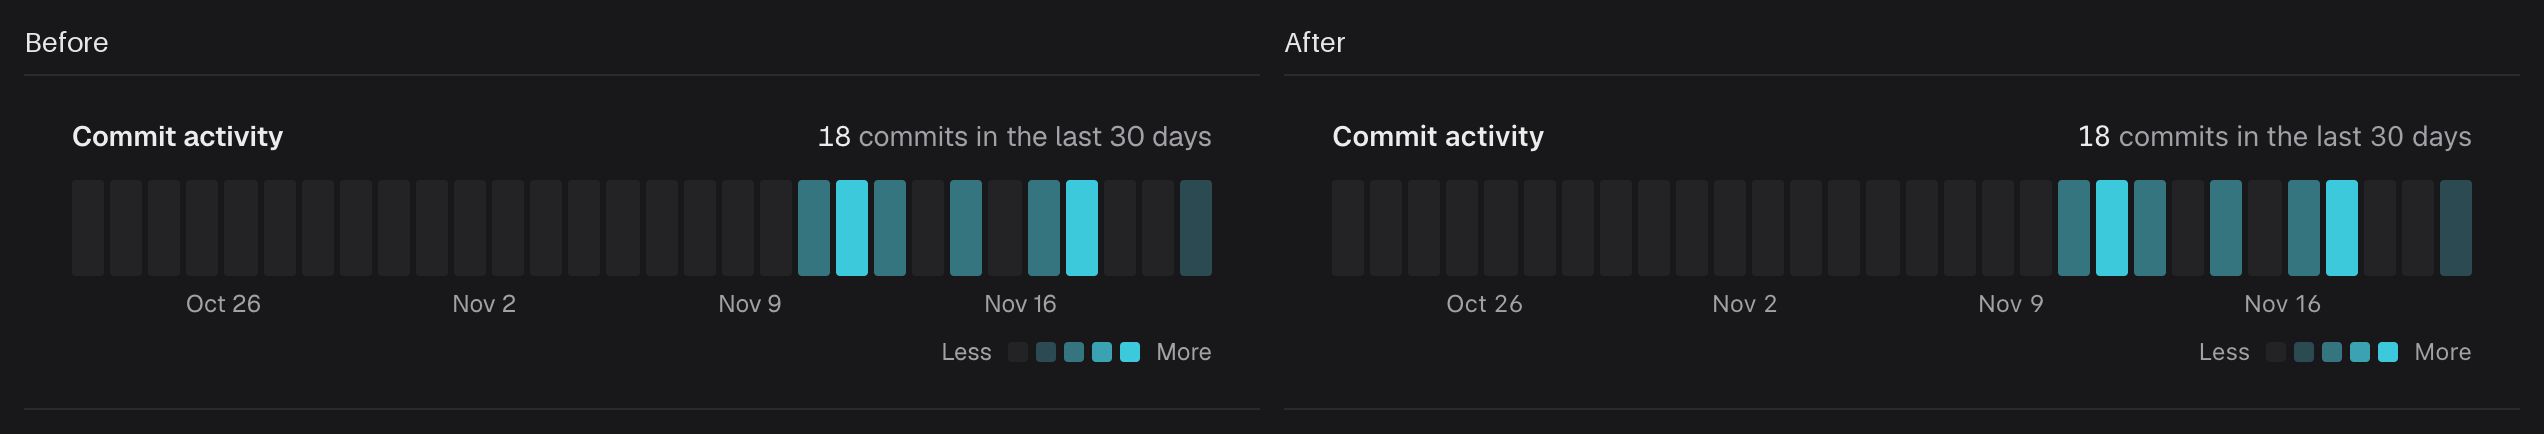 Before
Commit activity
18 commits in the last 30 days
Oct 26 Nov 2 Nov 9 Nov 16
Less More
After
Commit activity
18 commits in the last 30 days
Oct 26 Nov 2 Nov 9 Nov 16
Less More